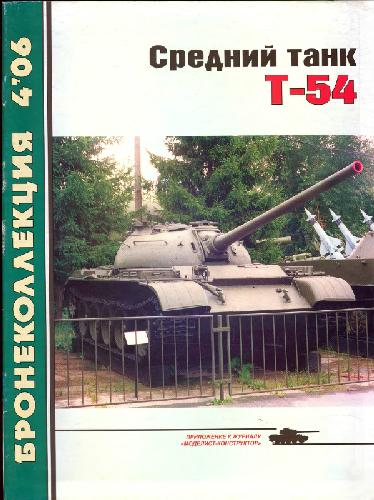 БРОНЕКОЛЛЕКЦИЯ 4'06
Средний танк
Т-54
ПРИЛОЖЕНИЕ К ЖУРНАЛУ
«МОДЕЛИСТ-КОНСТРУКТОР»